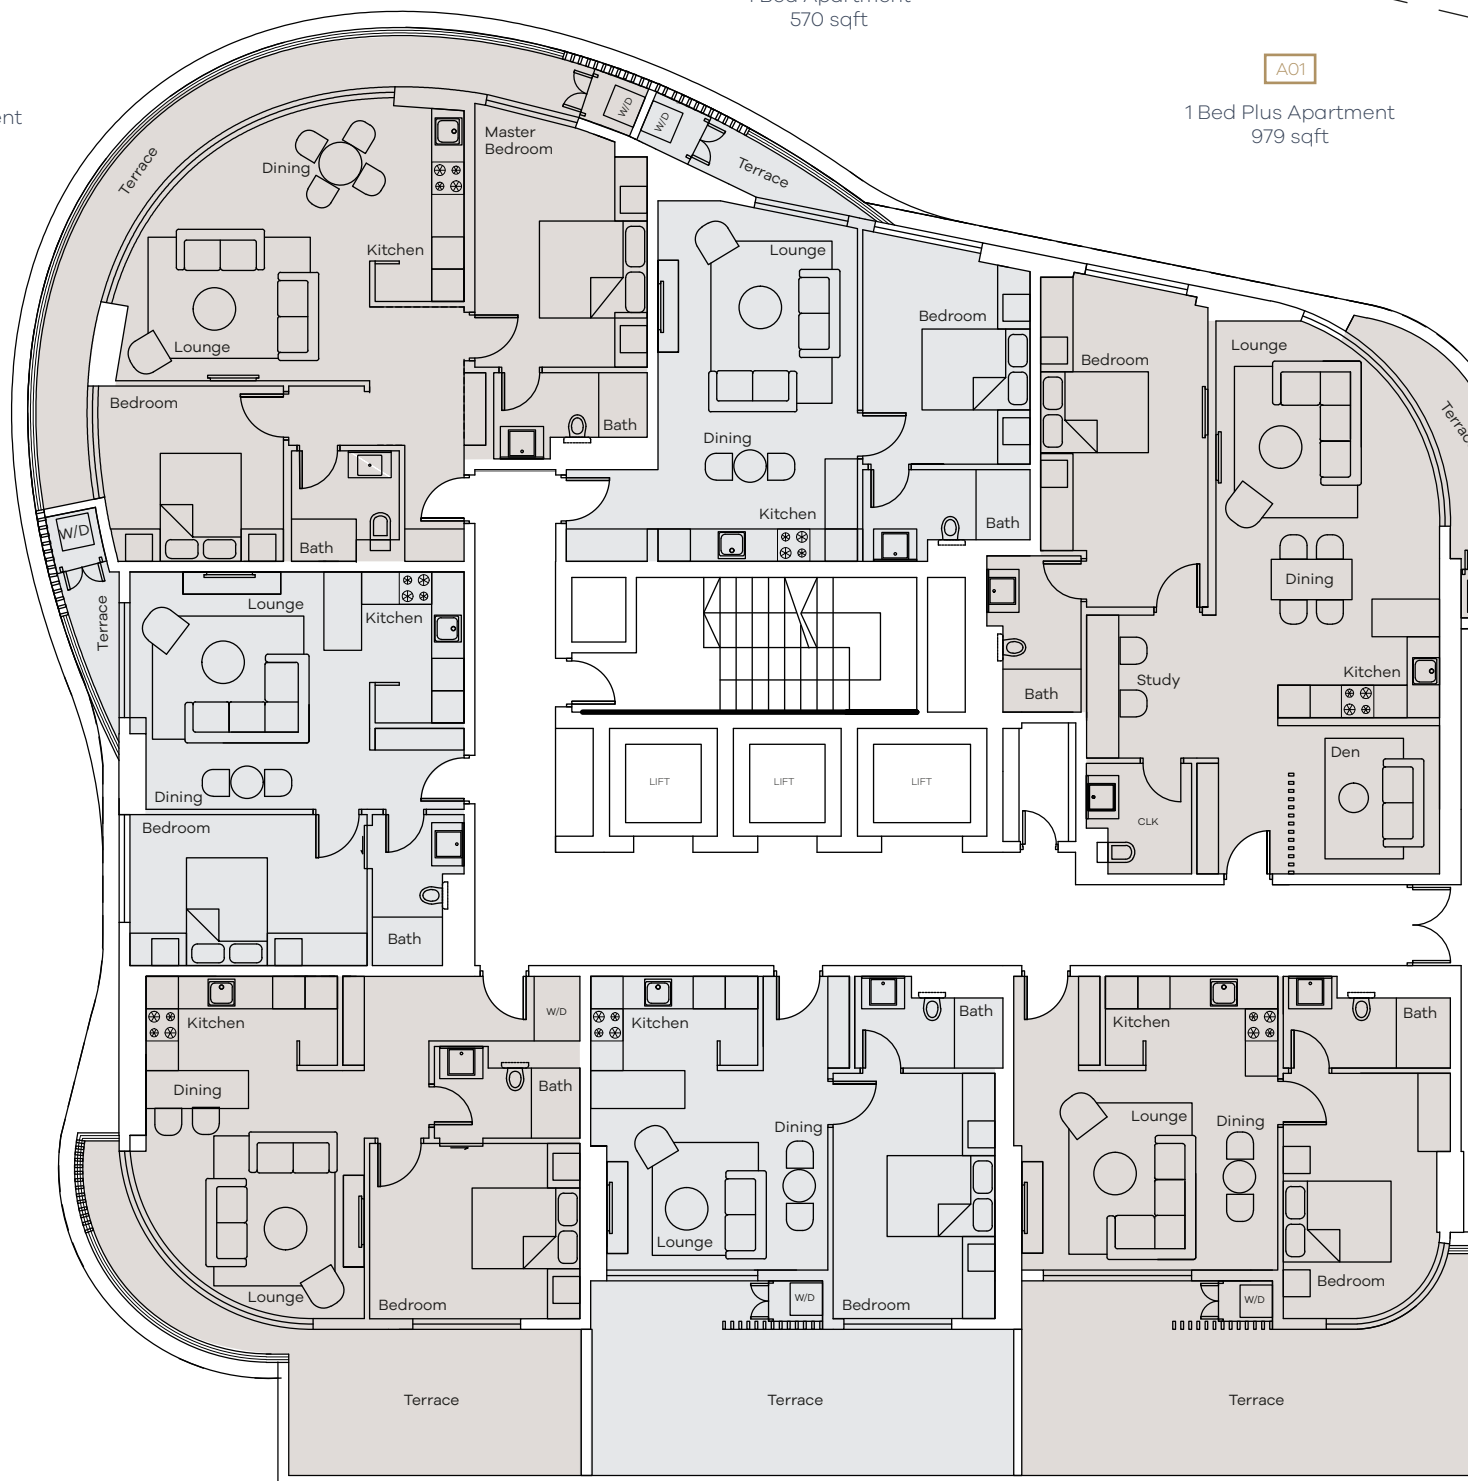 1 Bed Apartment
570 sqft
A01
1 Bed Plus Apartment
979 sqft
Terrace
Dining
Kitchen
Lounge
Master
Bedroom
W/D
W/D
Terrace
Bath
Bedroom
Bath
W/D
Terrace
Lounge
Bedroom
Dining
Kitchen
Bath
Bedroom
Lounge
Dining
Kitchen
Study
Bath
Den
CLK
Lounge
Kitchen
Dining
Bedroom
Bath
LIFT
LIFT
LIFT
Kitchen
W/D
Dining
Bath
Lounge
Bedroom
Terrace
Kitchen
Bath
Dining
Lounge
W/D
Bedroom
Terrace
Kitchen
Bath
Lounge
Dining
Bedroom
W/D
Terrace